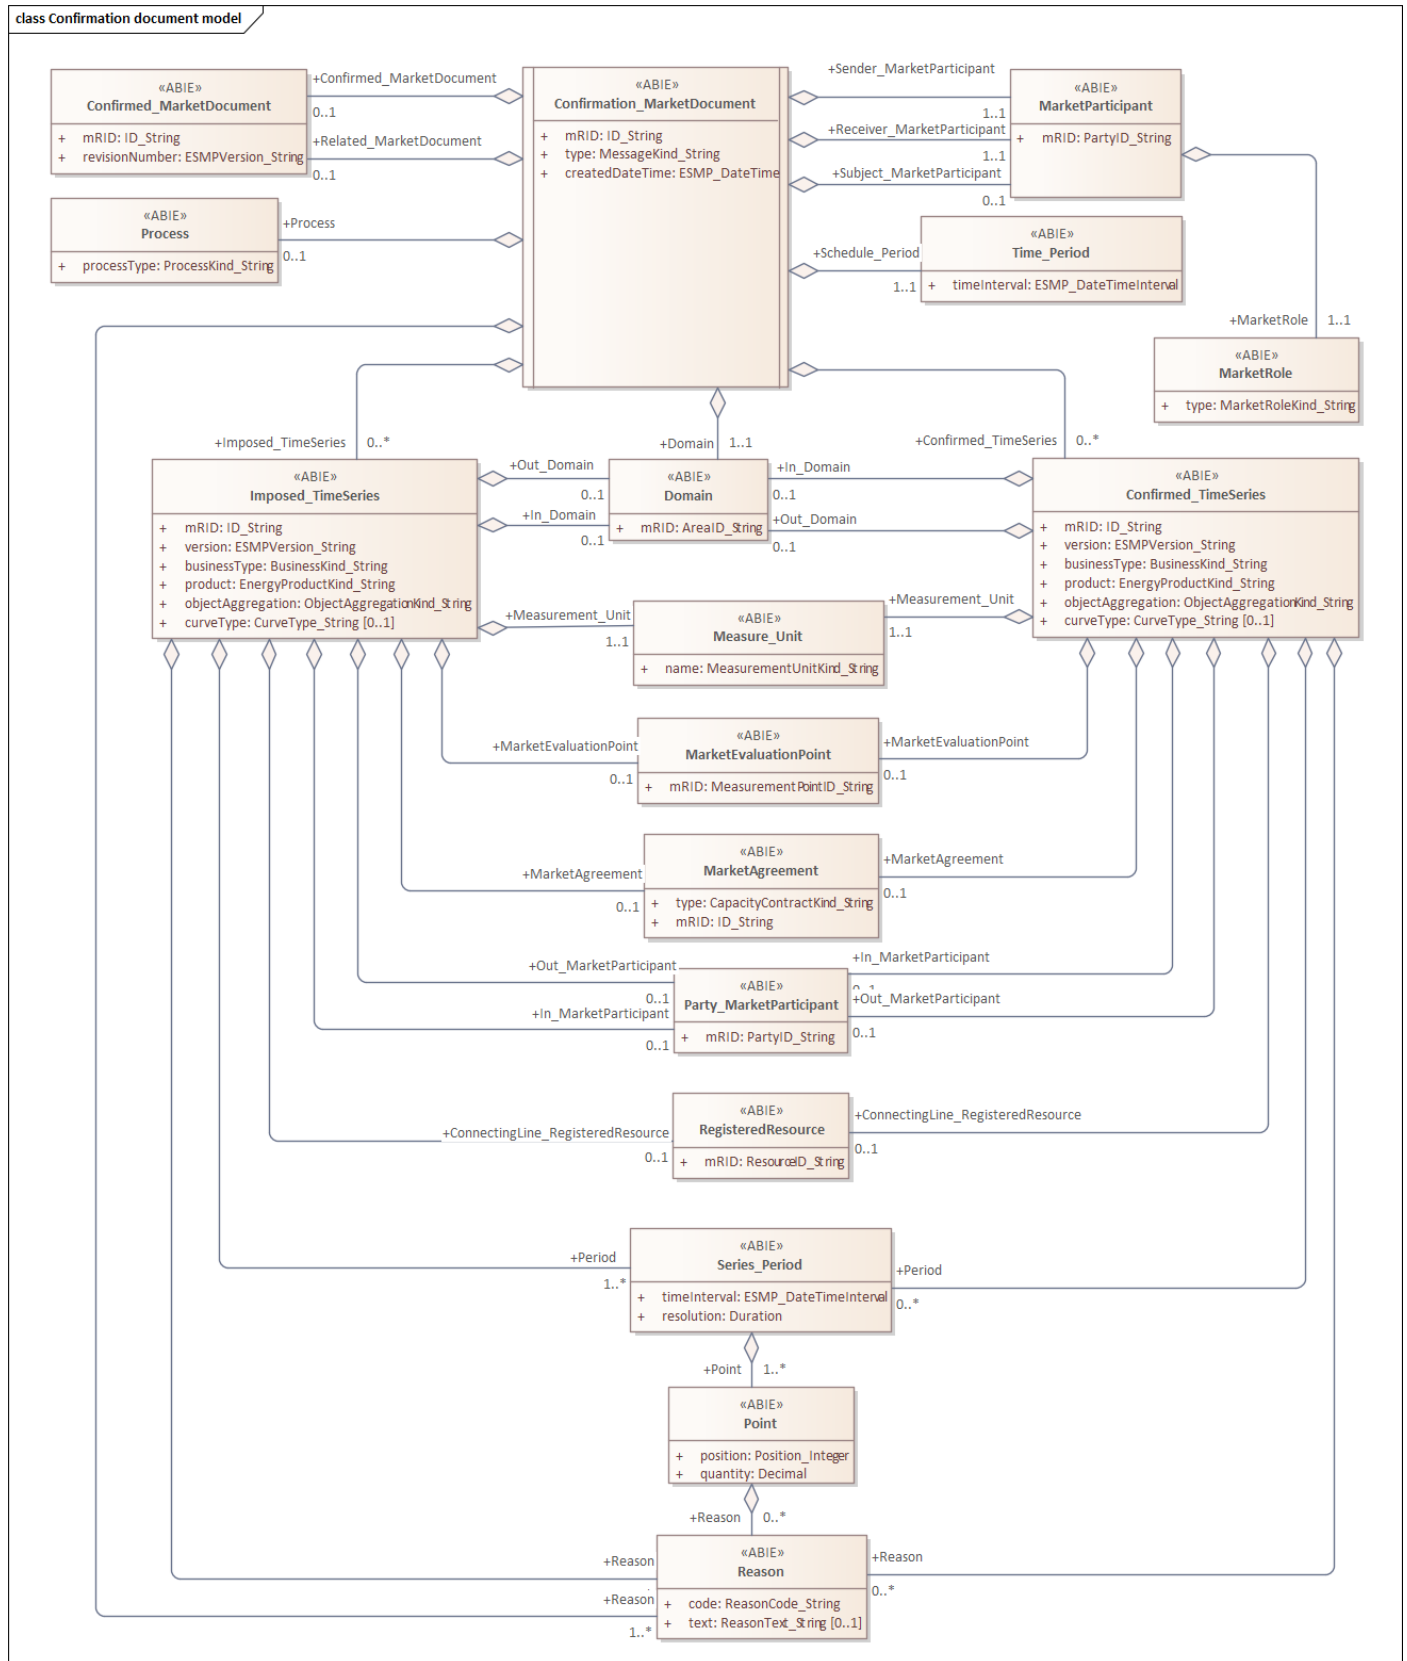 class Confirmation document model
«ABIE»
Confirmed_MarketDocument
+ mRID: ID_String
+ revisionNumber: ESMPVersion_String
+Confirmed_MarketDocument
0..1
+Related_MarketDocument
0..1
«ABIE»
Confirmation_MarketDocument
+ mRID: ID_String
+ type: MessageKind_String
+ createdDateTime: ESMP_DateTime
+Sender_MarketParticipant
1..1
+Receiver_MarketParticipant
1..1
+Subject_MarketParticipant
0..1
«ABIE»
MarketParticipant
+ mRID: PartyID_String
«ABIE»
Process
+ processType: ProcessKind_String
+Process
0..1
+Schedule_Period
1..1
«ABIE»
Time_Period
+ timeInterval: ESMP_DateTimeInterval
+MarketRole
1..1
«ABIE»
MarketRole
+ type: MarketRoleKind_String
+Imposed_TimeSeries
0..*
+Domain
1..1
+Confirmed_TimeSeries
0..*
«ABIE»
Imposed_TimeSeries
+ mRID: ID_String
+ version: ESMPVersion_String
+ businessType: BusinessKind_String
+ product: EnergyProductKind_String
+ objectAggregation: ObjectAggregationKind_String
+ curveType: CurveType_String [0..1]
+Out_Domain
0..1
+In_Domain
0..1
«ABIE»
Domain
+ mRID: AreaID_String
+In_Domain
0..1
+Out_Domain
0..1
«ABIE»
Confirmed_TimeSeries
+ mRID: ID_String
+ version: ESMPVersion_String
+ businessType: BusinessKind_String
+ product: EnergyProductKind_String
+ objectAggregation: ObjectAggregationKind_String
+ curveType: CurveType_String [0..1]
+Measurement_Unit
1..1
«ABIE»
Measure_Unit
+ name: MeasurementUnitKind_String
+Measurement_Unit
1..1
+MarketEvaluationPoint
0..1
«ABIE»
MarketEvaluationPoint
+ mRID: MeasurementPointID_String
+MarketEvaluationPoint
0..1
+MarketAgreement
0..1
«ABIE»
MarketAgreement
+ type: CapacityContractKind_String
+ mRID: ID_String
+MarketAgreement
0..1
+Out_MarketParticipant
0..1
+In_MarketParticipant
0..1
«ABIE»
Party_MarketParticipant
+ mRID: PartyID_String
+In_MarketParticipant
+Out_MarketParticipant
0..1
+ConnectingLine_RegisteredResource
0..1
«ABIE»
RegisteredResource
+ mRID: ResourceID_String
+ConnectingLine_RegisteredResource
0..1
+Period
1..*
«ABIE»
Series_Period
+ timeInterval: ESMP_DateTimeInterval
+ resolution: Duration
+Period
0..*
+Point
1..*
«ABIE»
Point
+ position: Position_Integer
+ quantity: Decimal
+Reason
0..*
+Reason
+Reason
1..*
«ABIE»
Reason
+ code: ReasonCode_String
+ text: ReasonText_String [0..1]
+Reason
0..*